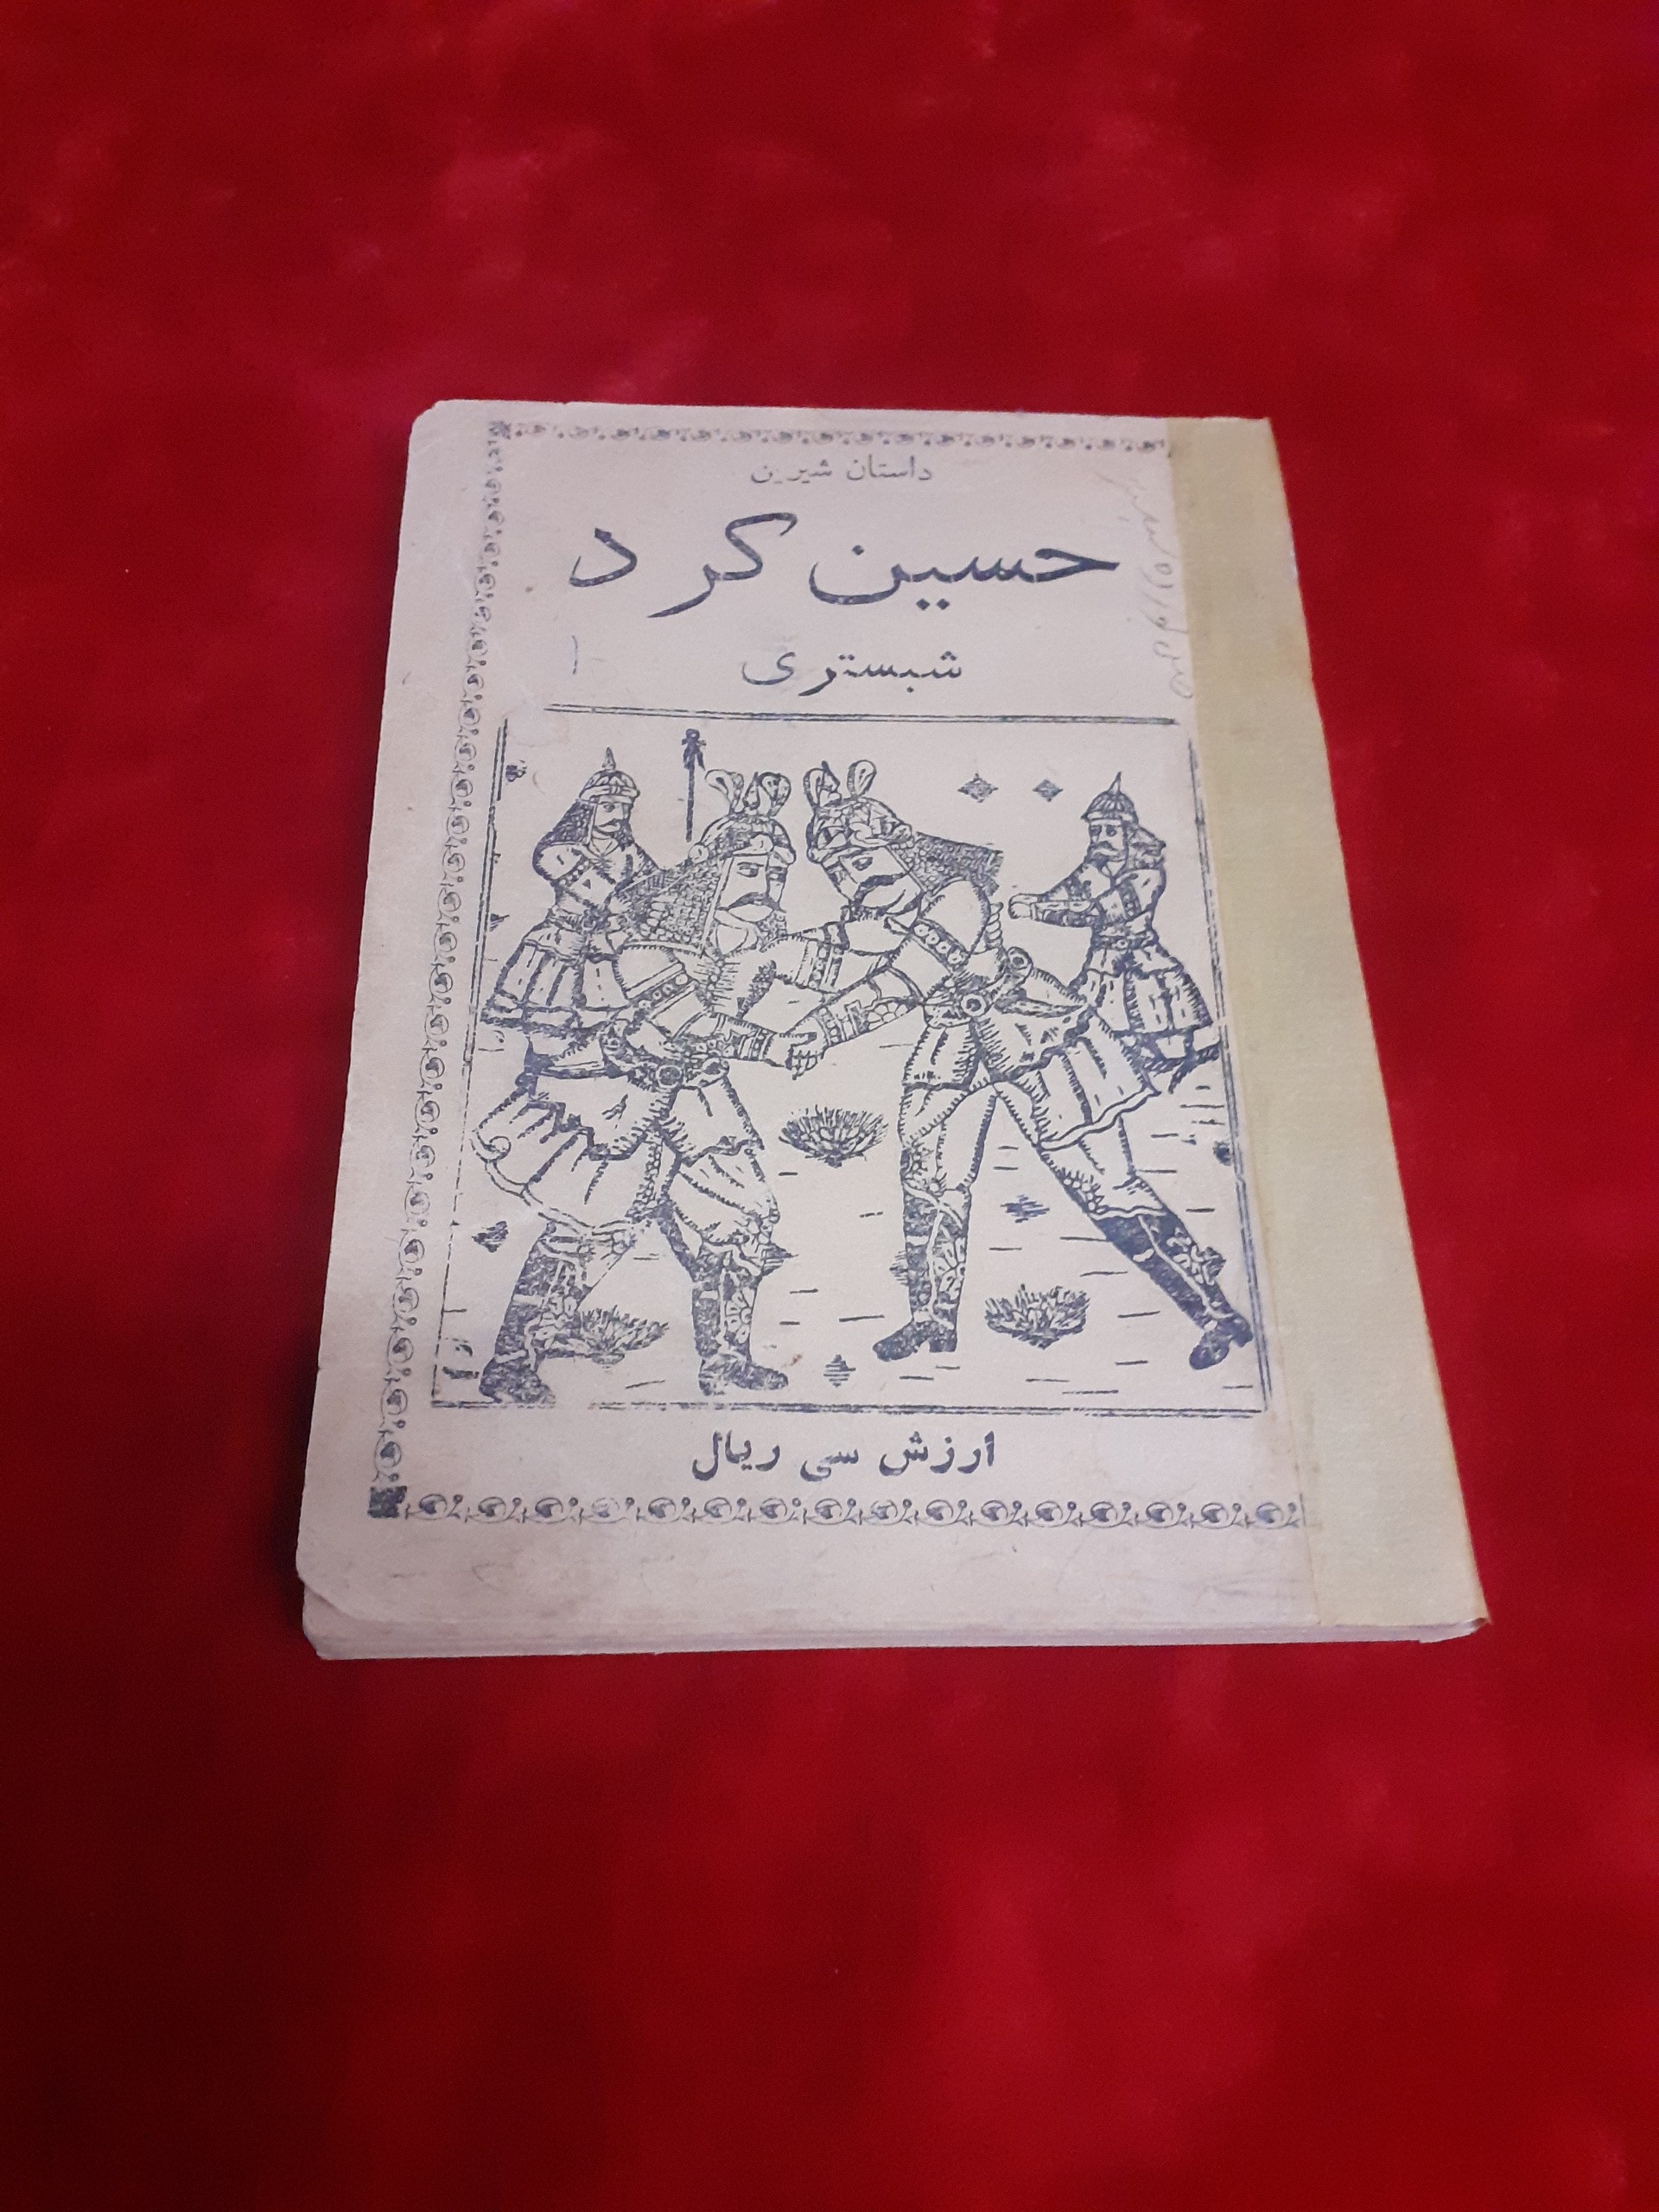 داستان شیرین
حسین کرد
شبستری
ارزش سی ریال